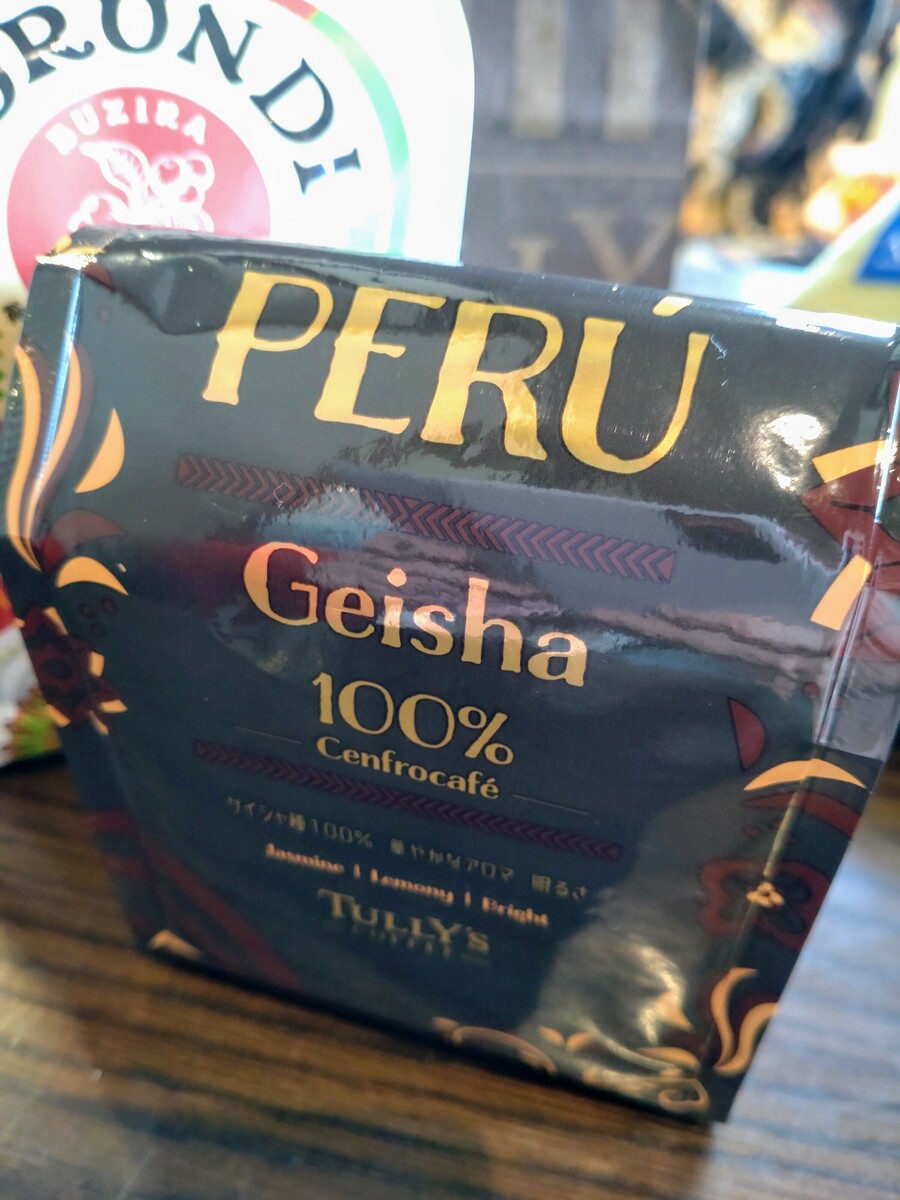 BUZIRA
PERÚ
Geisha
100%
Cenfrocafé
ゲイシャ種100% 華やかなアロマ 明るさ
Jasmine | Lemony | Bright
TULLY'S
COFFEE